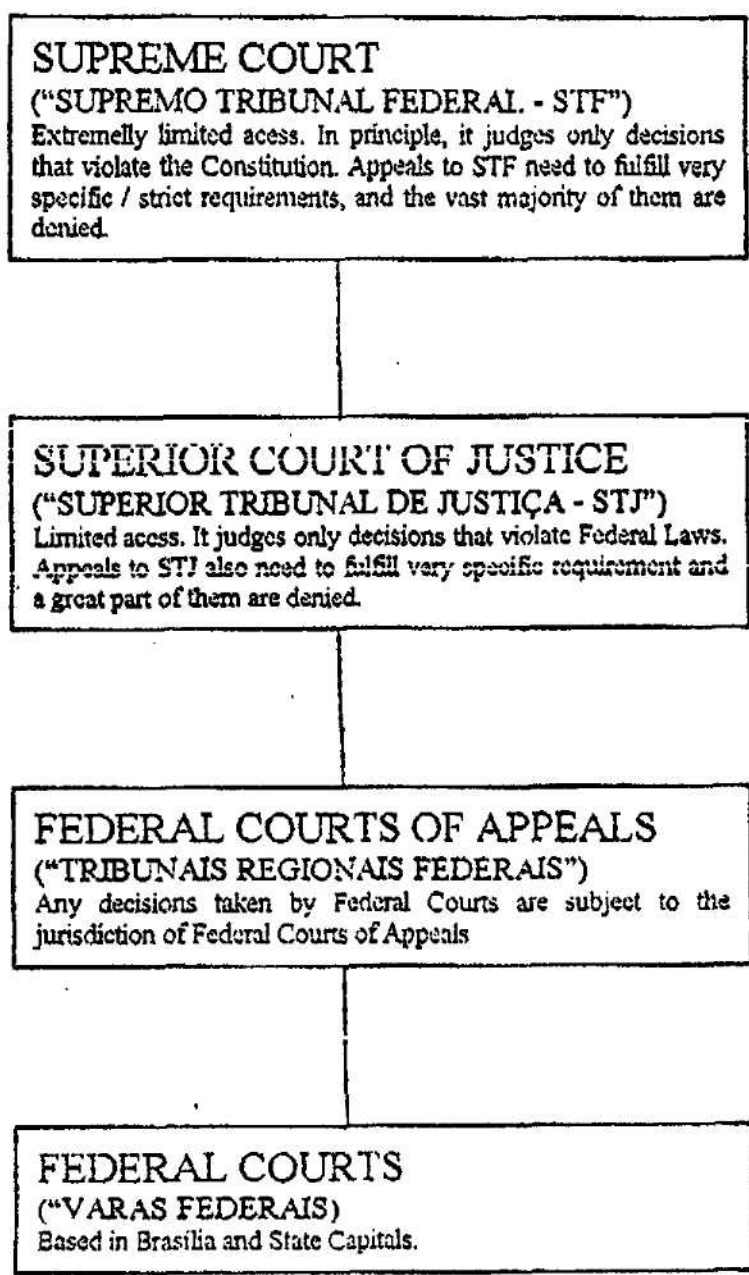 SUPREME COURT
("SUPREMO TRIBUNAL FEDERAL - STF")
Extremelly limited acess. In principle, it judges only decisions
that violate the Constitution. Appeals to STF need to fulfill very
specific / strict requirements, and the vast majority of them are
denied.
SUPERIOR COURT OF JUSTICE
("SUPERIOR TRIBUNAL DE JUSTIÇA - STJ")
Limited acess. It judges only decisions that violate Federal Laws.
Appeals to STJ also need to fulfill very specific requirement and
a great part of them are denied.
FEDERAL COURTS OF APPEALS
("TRIBUNAIS REGIONAIS FEDERAIS")
Any decisions taken by Federal Courts are subject to the
jurisdiction of Federal Courts of Appeals
FEDERAL COURTS
("VARAS FEDERAIS)
Based in Brasília and State Capitals.